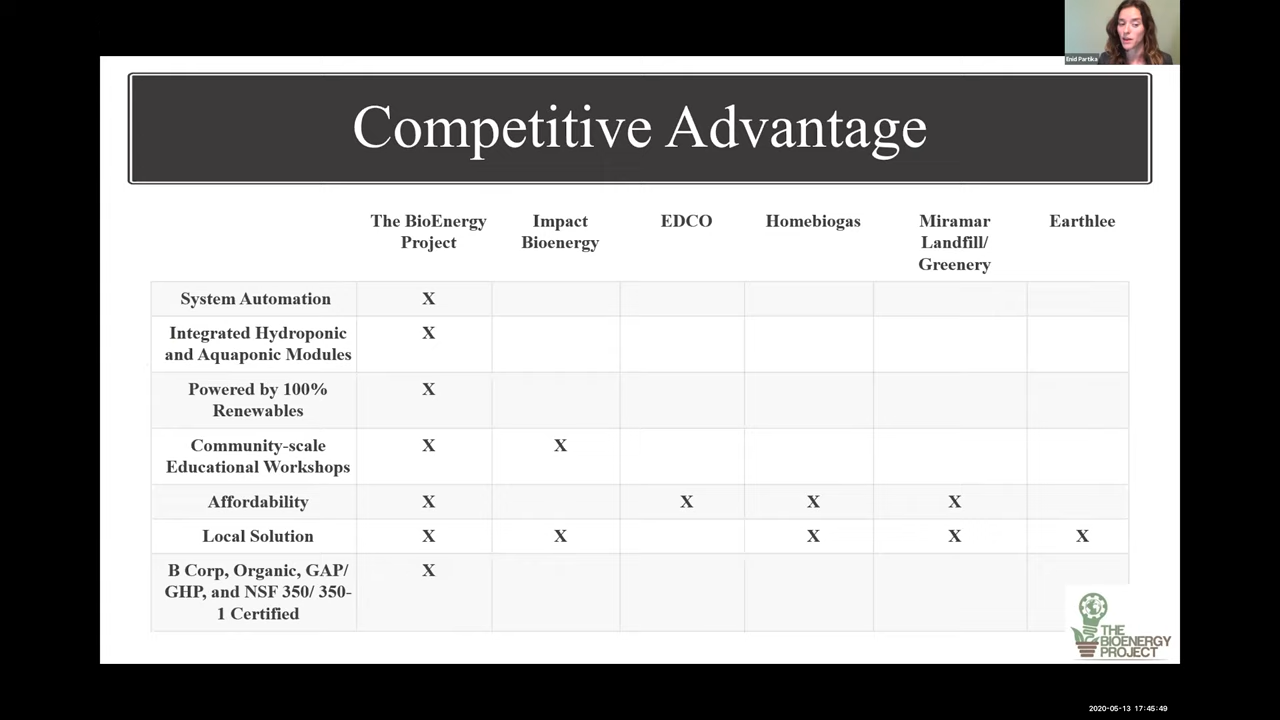 Enid Partika
Competitive Advantage
The BioEnergy Project Impact Bioenergy EDCO Homebiogas Miramar Landfill/ Greenery Earthlee
System Automation X
Integrated Hydroponic
and Aquaponic Modules X
Powered by 100%
Renewables X
Community-scale
Educational Workshops X X
Affordability X X X X
Local Solution X X X X X
B Corp, Organic, GAP/
GHP, and NSF 350/ 350-
1 Certified X
THE
BIOENERGY
PROJECT
2020-05-13 17:45:49